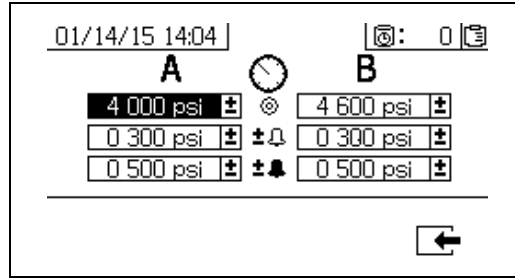 01/14/15 14:04 : 0
A B
4 000 psi ± 4 600 psi ±
0 300 psi ± ± 0 300 psi ±
0 500 psi ± ± 0 500 psi ±